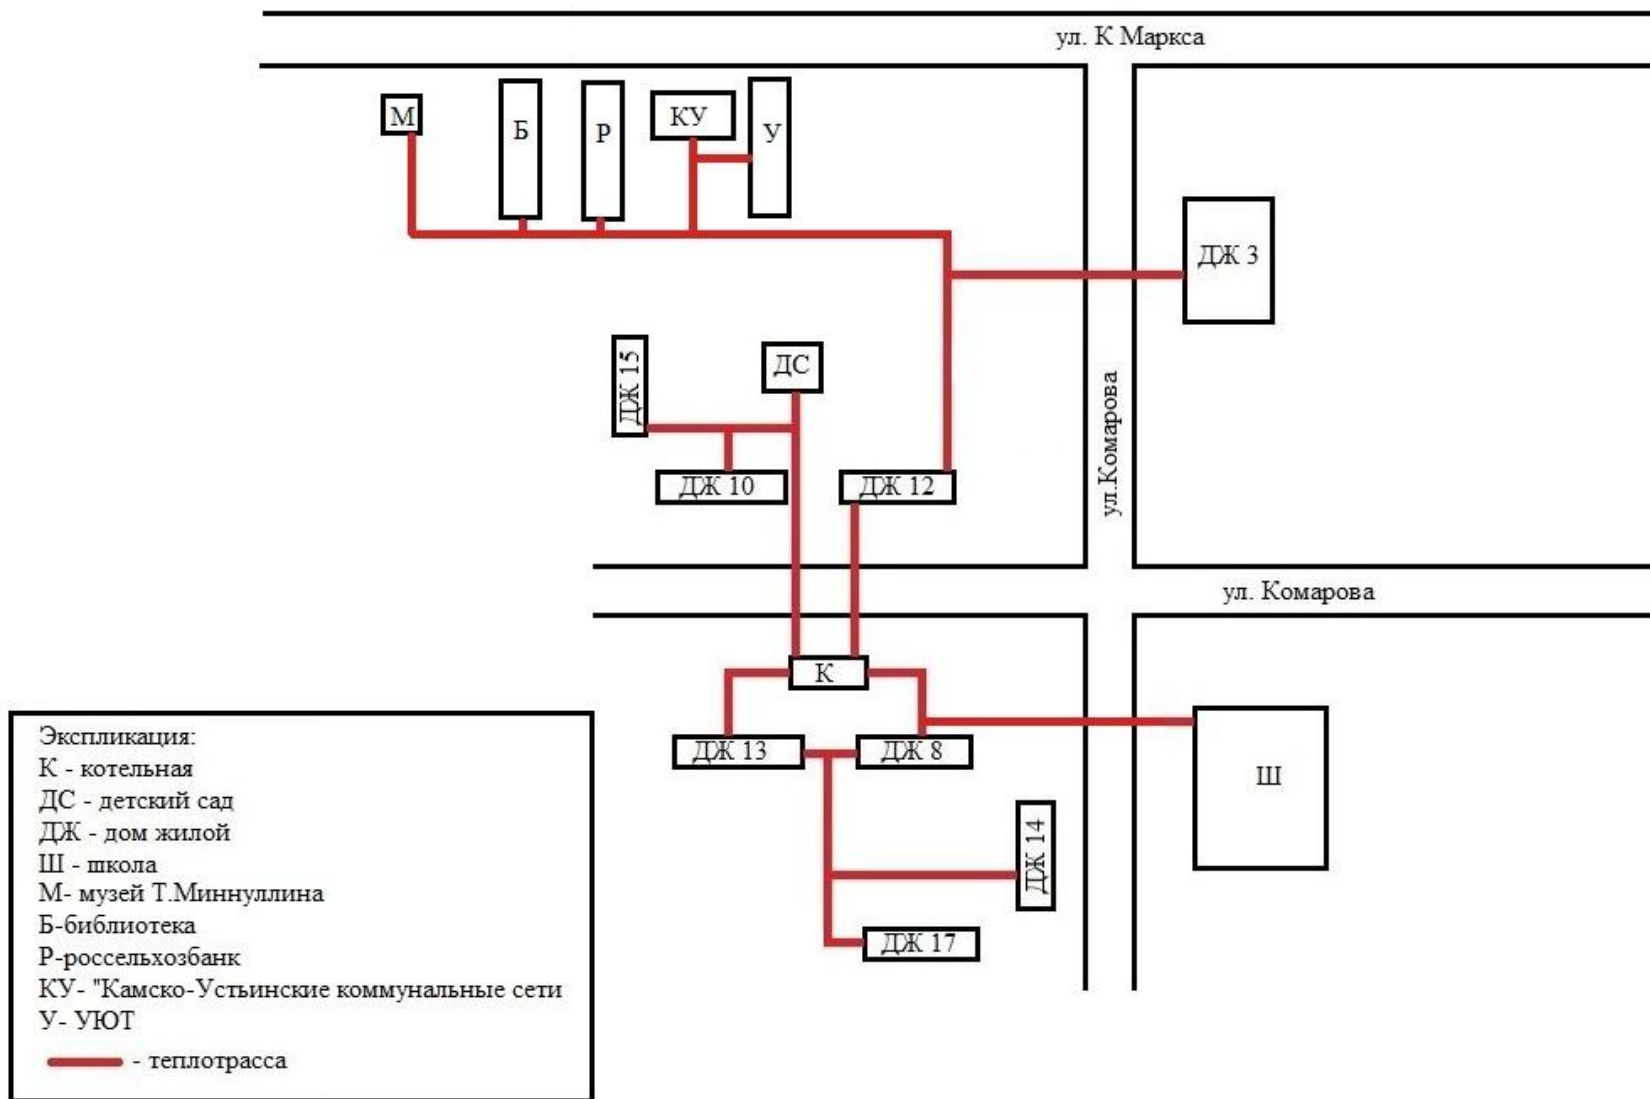 ул. К Маркса
М
Б
Р
КУ
У
ДЖ 3
ДЖ 15
ДС
ул.Комарова
ДЖ 10
ДЖ 12
ул. Комарова
К
ДЖ 13
ДЖ 8
Ш
ДЖ 14
ДЖ 17
Экспликация:
К - котельная
ДС - детский сад
ДЖ - дом жилой
Ш - школа
М- музей Т.Миннуллина
Б-библиотека
Р-россельхозбанк
КУ- "Камско-Устьинские коммунальные сети
У- УЮТ
- теплотрасса